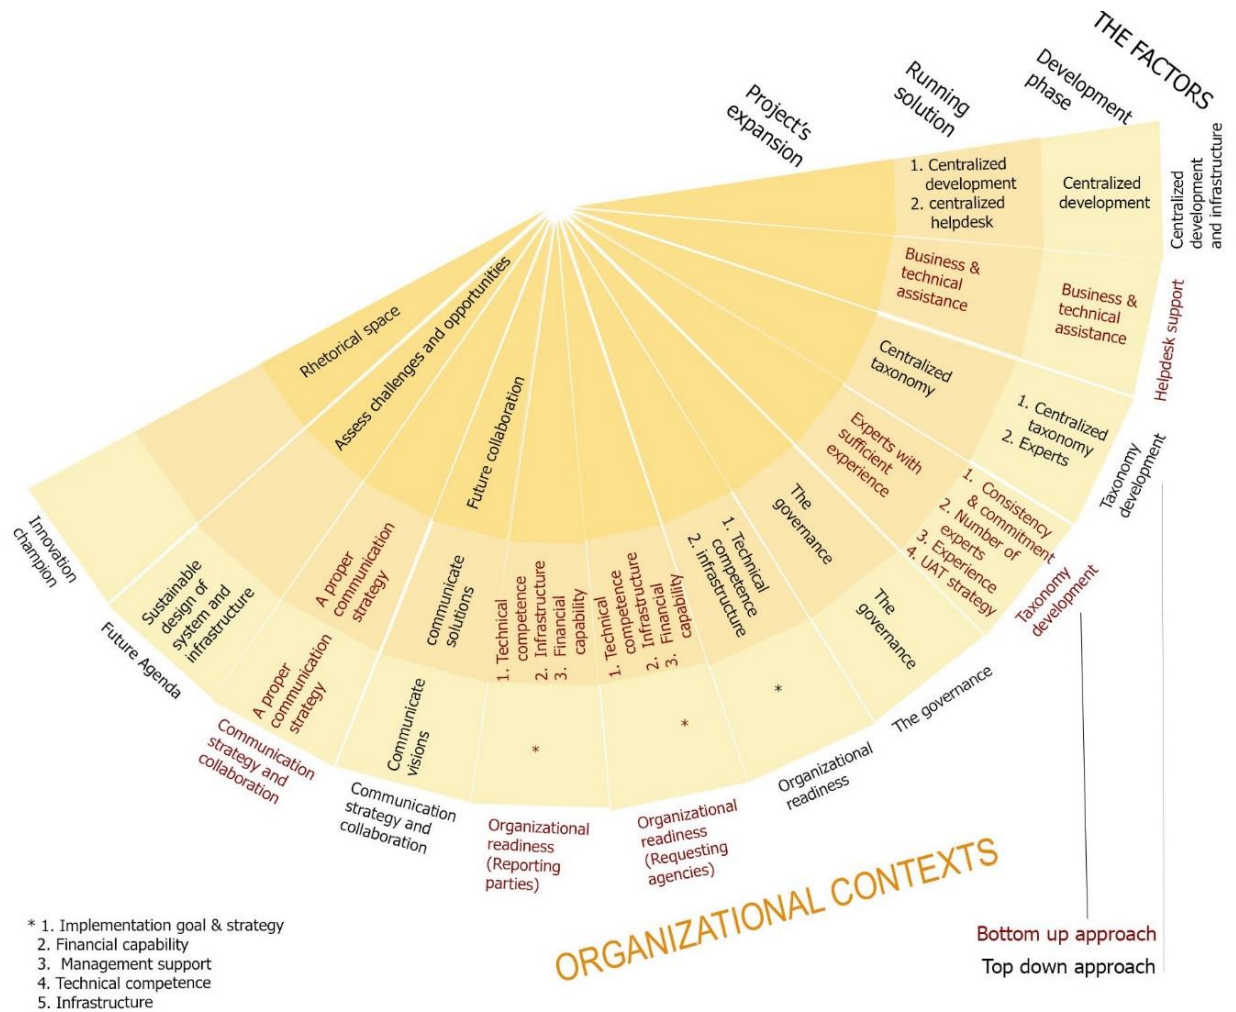 THE FACTORS
Development
phase
Running
solution
Project's
expansion
Centralized
development
and infrastructure
Centralized
development
1. Centralized
development
2. centralized
helpdesk
Helpdesk support
Business &
technical
assistance
Business &
technical
assistance
Taxonomy
development
1. Centralized
taxonomy
2. Experts
Centralized
taxonomy
Taxonomy
development
1. Consistency
& commitment
2. Number of
experts
3. Experience
4. UAT strategy
Experts with
sufficient
experience
The governance
The
governance
The
governance
Organizational
readiness
*
1. Technical
competence
2. infrastructure
Organizational
readiness
(Requesting
agencies)
*
1. Technical
competence
2. Infrastructure
3. Financial
capability
Organizational
readiness
(Reporting
parties)
*
1. Technical
competence
2. Infrastructure
3. Financial
capability
Communication
strategy and
collaboration
Communicate
visions
communicate
solutions
Future collaboration
Communication
strategy and
collaboration
A proper
communication
strategy
A proper
communication
strategy
Future Agenda
Sustainable
design of
system and
infrastructure
Assess challenges and opportunities
Innovation
champion
Rhetorical space
ORGANIZATIONAL CONTEXTS
Bottom up approach
Top down approach
* 1. Implementation goal & strategy
2. Financial capability
3. Management support
4. Technical competence
5. Infrastructure